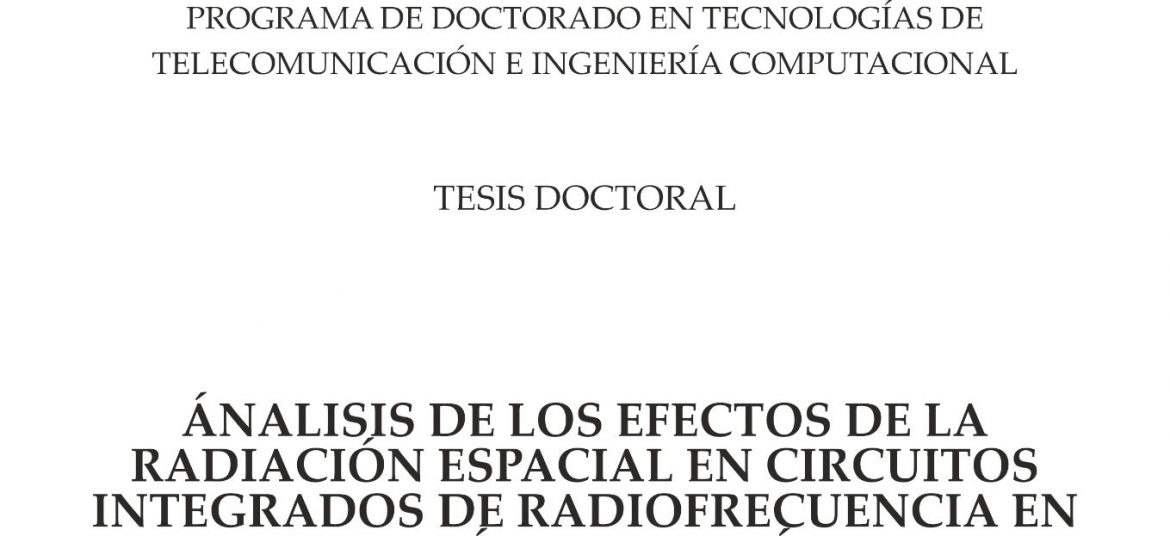 PROGRAMA DE DOCTORADO EN TECNOLOGÍAS DE
TELECOMUNICACIÓN E INGENIERÍA COMPUTACIONAL
TESIS DOCTORAL
ÁNALISIS DE LOS EFECTOS DE LA
RADIACIÓN ESPACIAL EN CIRCUITOS
INTEGRADOS DE RADIOFRECUENCIA EN